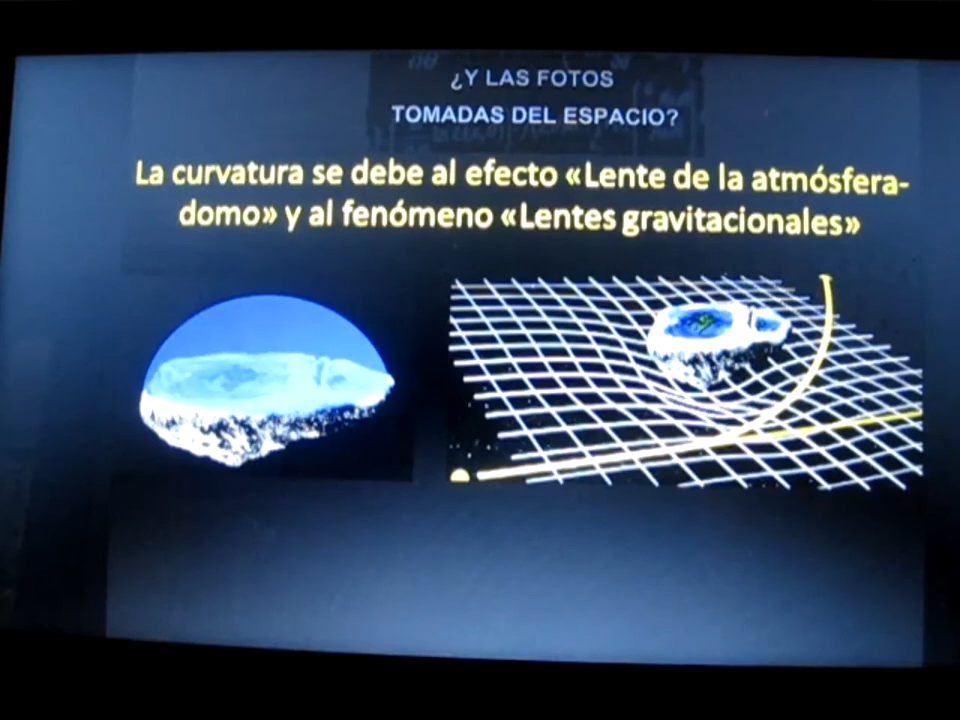 ¿Y LAS FOTOS
TOMADAS DEL ESPACIO?
La curvatura se debe al efecto «Lente de la atmósfera-
domo» y al fenómeno «Lentes gravitacionales»